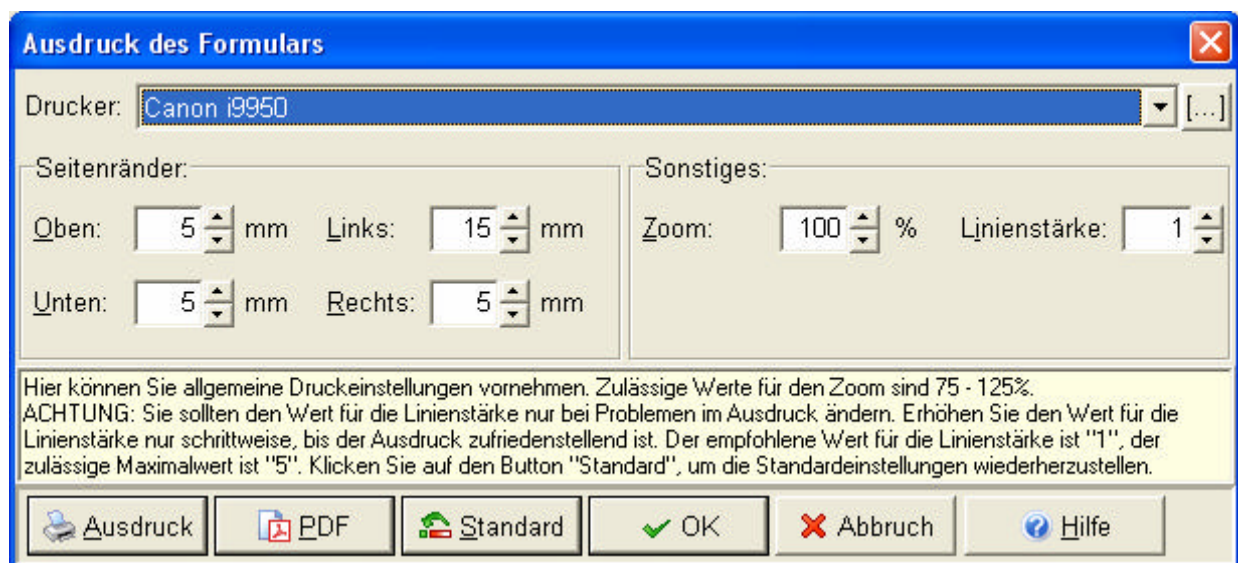 Ausdruck des Formulars
Drucker: Canon i9950 [...]
Seitenränder: Sonstiges:
Oben: 5 mm Links: 15 mm Zoom: 100 % Linienstärke: 1
Unten: 5 mm Rechts: 5 mm
Hier können Sie allgemeine Druckeinstellungen vornehmen. Zulässige Werte für den Zoom sind 75 - 125%.
ACHTUNG: Sie sollten den Wert für die Linienstärke nur bei Problemen im Ausdruck ändern. Erhöhen Sie den Wert für die
Linienstärke nur schrittweise, bis der Ausdruck zufriedenstellend ist. Der empfohlene Wert für die Linienstärke ist "1", der
zulässige Maximalwert ist "5". Klicken Sie auf den Button "Standard", um die Standardeinstellungen wiederherzustellen.
Ausdruck PDF Standard OK Abbruch Hilfe